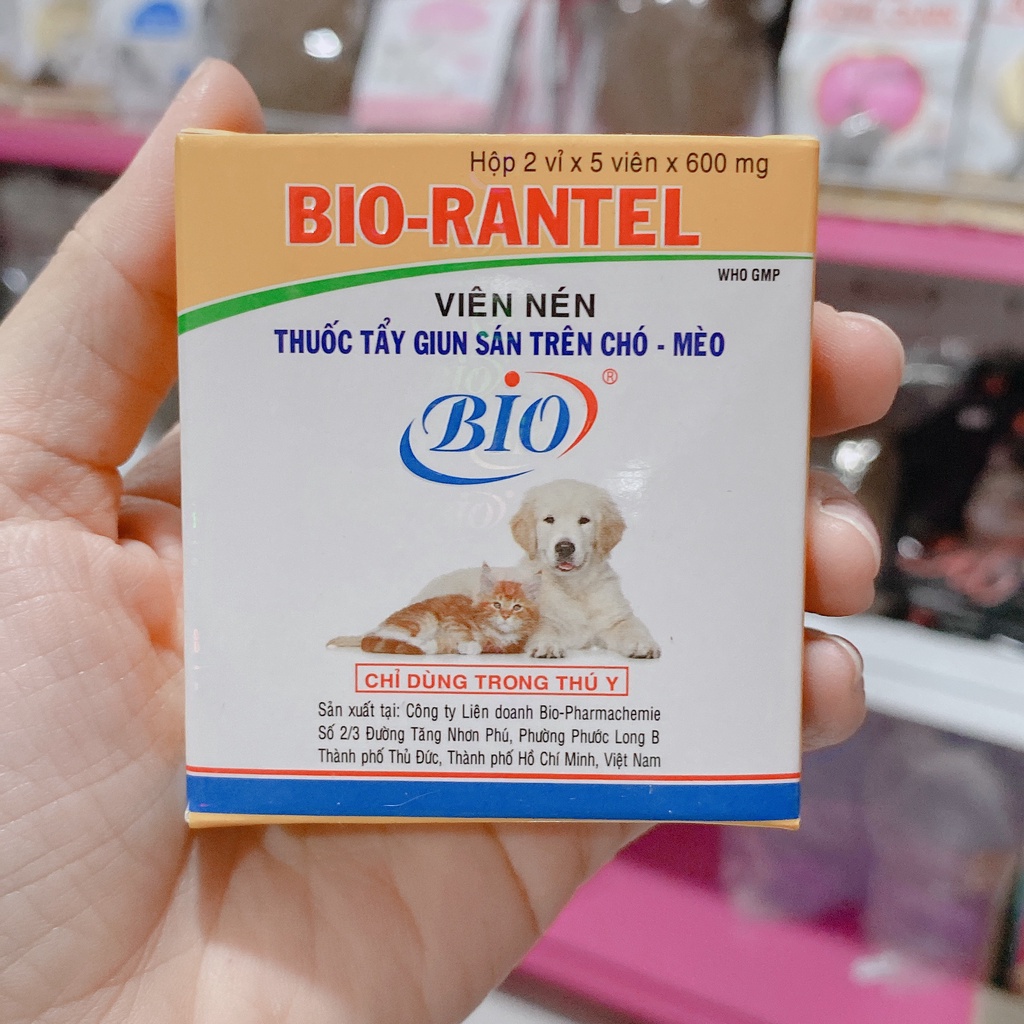 Hộp 2 vỉ x 5 viên x 600 mg
BIO-RANTEL
WHO GMP
VIÊN NÉN
THUỐC TẨY GIUN SÁN TRÊN CHÓ - MÈO
BIO ®
CHỈ DÙNG TRONG THÚ Y
Sản xuất tại: Công ty Liên doanh Bio-Pharmachemie
Số 2/3 Đường Tăng Nhơn Phú, Phường Phước Long B
Thành phố Thủ Đức, Thành phố Hồ Chí Minh, Việt Nam